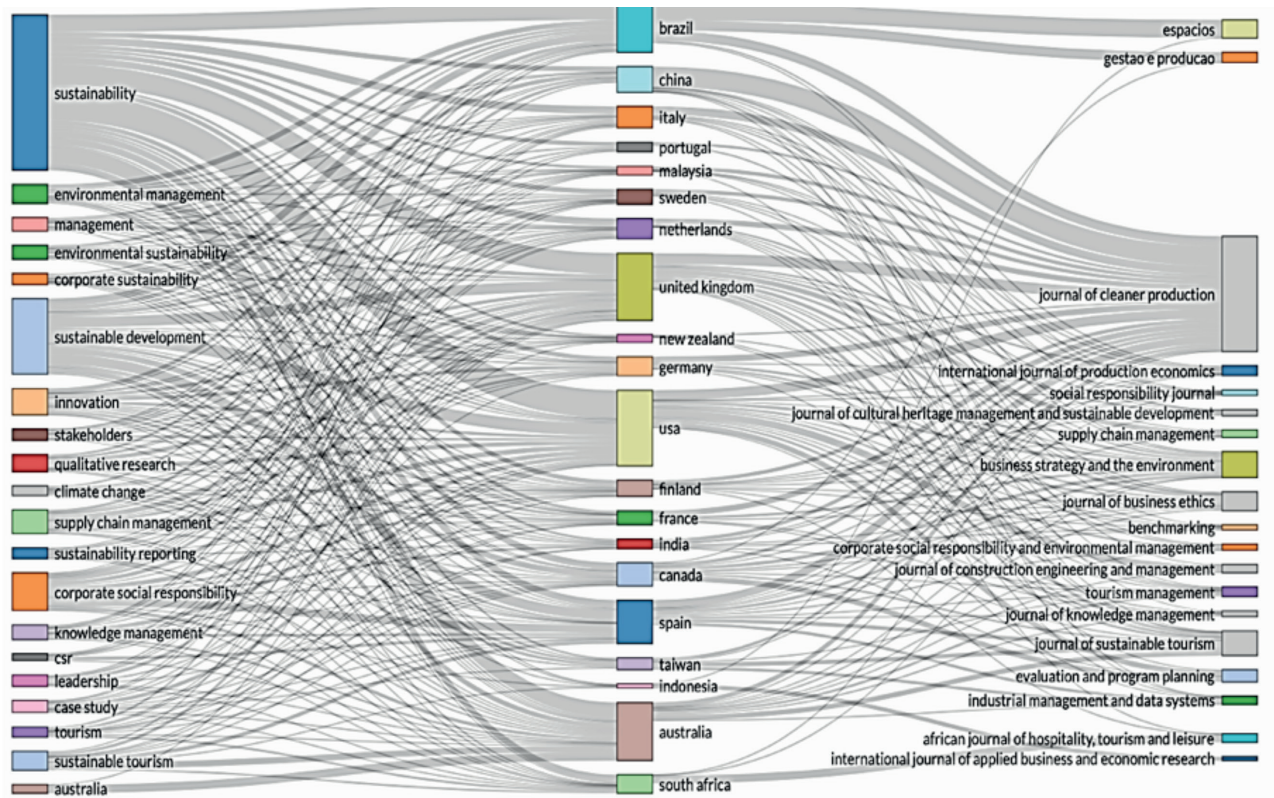 sustainability
environmental management
management
environmental sustainability
corporate sustainability
sustainable development
innovation
stakeholders
qualitative research
climate change
supply chain management
sustainability reporting
corporate social responsibility
knowledge management
csr
leadership
case study
tourism
sustainable tourism
australia
brazil
china
italy
portugal
malaysia
sweden
netherlands
united kingdom
new zealand
germany
usa
finland
france
india
canada
spain
taiwan
indonesia
australia
south africa
espacios
gestao e producao
journal of cleaner production
international journal of production economics
social responsibility journal
journal of cultural heritage management and sustainable development
supply chain management
business strategy and the environment
journal of business ethics
benchmarking
corporate social responsibility and environmental management
journal of construction engineering and management
tourism management
journal of knowledge management
journal of sustainable tourism
evaluation and program planning
industrial management and data systems
african journal of hospitality, tourism and leisure
international journal of applied business and economic research